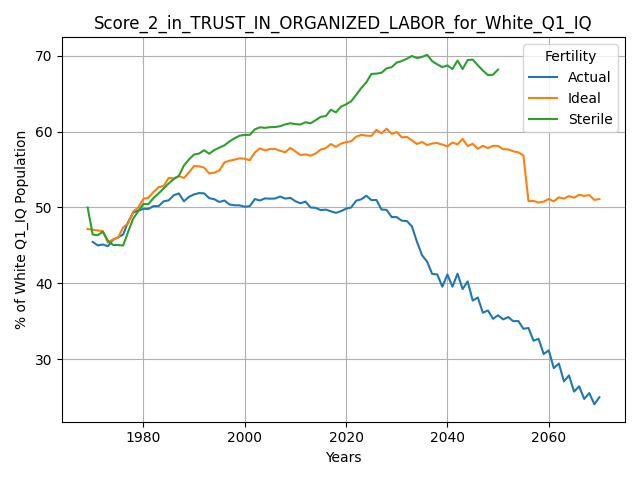 Score_2_in_TRUST_IN_ORGANIZED_LABOR_for_White_Q1_IQ
Fertility
Actual
Ideal
Sterile
% of White Q1_IQ Population
70
60
50
40
30
1980
2000
2020
2040
2060
Years